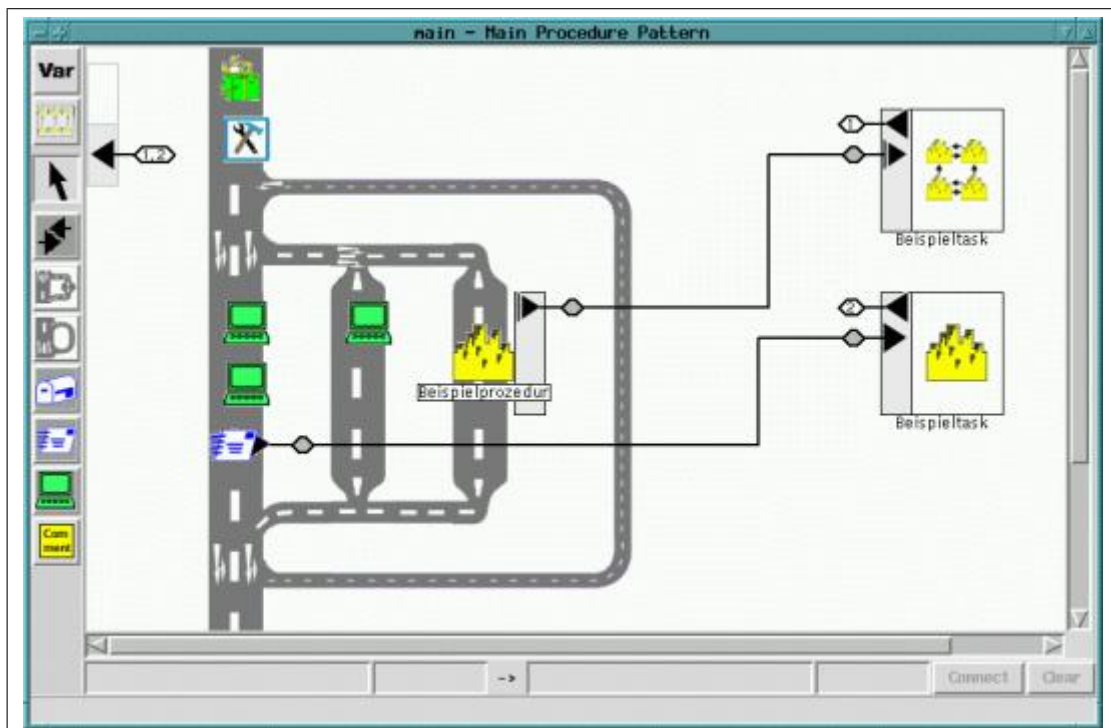 main - Main Procedure Pattern
Var
1,2
1
Beispieltask
2
Beispielprozedur
Beispieltask
Com
ment
->
Connect
Clear